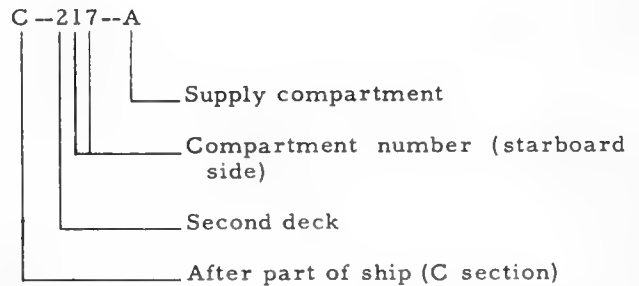 C--217--A
Supply compartment
Compartment number (starboard
side)
Second deck
After part of ship (C section)